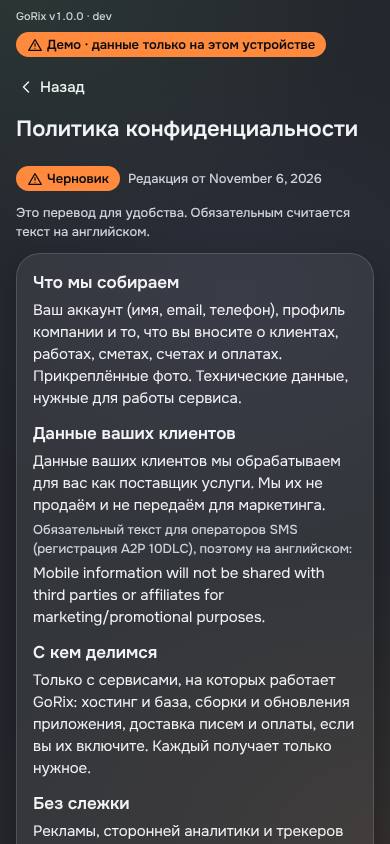 GoRix v1.0.0 · dev
Демо · данные только на этом устройстве
Назад
Политика конфиденциальности
Черновик
Редакция от November 6, 2026
Это перевод для удобства. Обязательным считается
текст на английском.
Что мы собираем
Ваш аккаунт (имя, email, телефон), профиль
компании и то, что вы вносите о клиентах,
работах, сметах, счетах и оплатах.
Прикреплённые фото. Технические данные,
нужные для работы сервиса.
Данные ваших клиентов
Данные ваших клиентов мы обрабатываем
для вас как поставщик услуги. Мы их не
продаём и не передаём для маркетинга.
Обязательный текст для операторов SMS
(регистрация A2P 10DLC), поэтому на английском:
Mobile information will not be shared with
third parties or affiliates for
marketing/promotional purposes.
С кем делимся
Только с сервисами, на которых работает
GoRix: хостинг и база, сборки и обновления
приложения, доставка писем и оплаты, если
вы их включите. Каждый получает только
нужное.
Без слежки
Рекламы, сторонней аналитики и трекеров